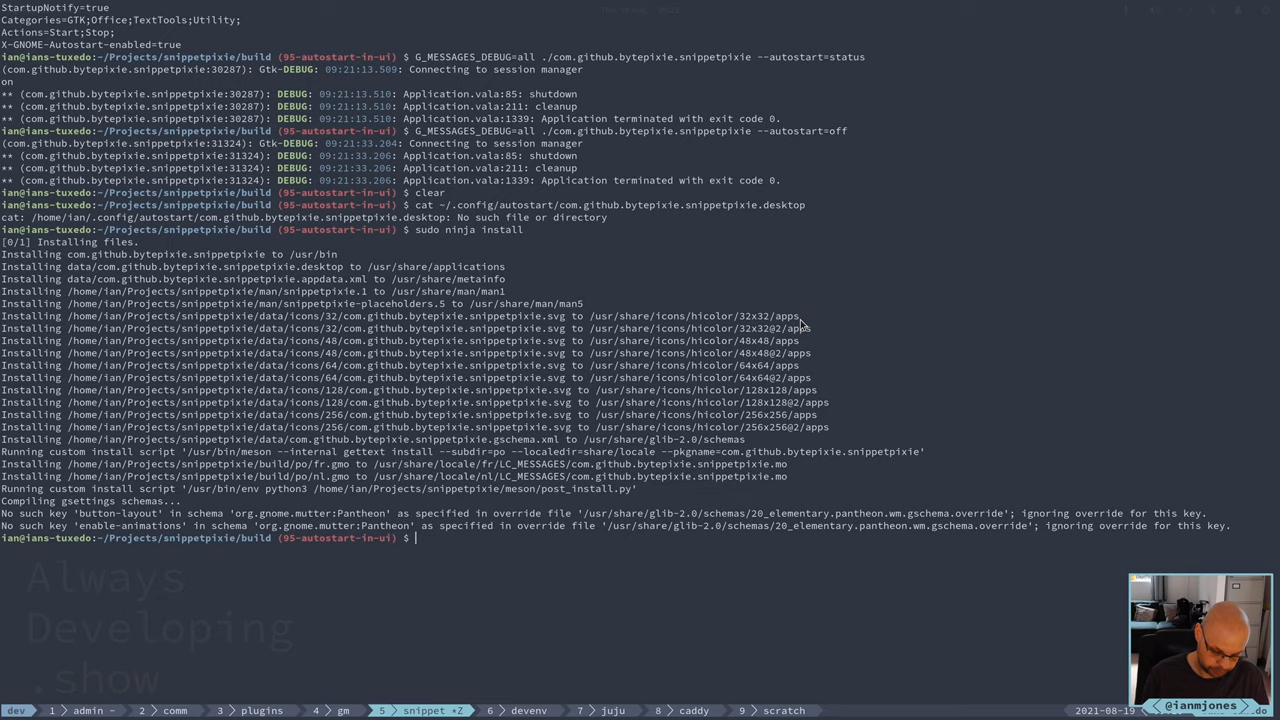 StartupNotify=true
Categories=GTK;Office;TextTools;Utility;
Actions=Start;Stop;
X-GNOME-Autostart-enabled=true
ian@ians-tuxedo:~/Projects/snippetpixie/build (95-autostart-in-ui) $ G_MESSAGES_DEBUG=all ./com.github.bytepixie.snippetpixie --autostart=status
(com.github.bytepixie.snippetpixie:30287): Gtk-DEBUG: 09:21:13.509: Connecting to session manager
on
** (com.github.bytepixie.snippetpixie:30287): DEBUG: 09:21:13.510: Application.vala:85: shutdown
** (com.github.bytepixie.snippetpixie:30287): DEBUG: 09:21:13.510: Application.vala:211: cleanup
** (com.github.bytepixie.snippetpixie:30287): DEBUG: 09:21:13.510: Application.vala:1339: Application terminated with exit code 0.
ian@ians-tuxedo:~/Projects/snippetpixie/build (95-autostart-in-ui) $ G_MESSAGES_DEBUG=all ./com.github.bytepixie.snippetpixie --autostart=off
(com.github.bytepixie.snippetpixie:31324): Gtk-DEBUG: 09:21:33.204: Connecting to session manager
** (com.github.bytepixie.snippetpixie:31324): DEBUG: 09:21:33.206: Application.vala:85: shutdown
** (com.github.bytepixie.snippetpixie:31324): DEBUG: 09:21:33.206: Application.vala:211: cleanup
** (com.github.bytepixie.snippetpixie:31324): DEBUG: 09:21:33.206: Application.vala:1339: Application terminated with exit code 0.
ian@ians-tuxedo:~/Projects/snippetpixie/build (95-autostart-in-ui) $ clear
ian@ians-tuxedo:~/Projects/snippetpixie/build (95-autostart-in-ui) $ cat ~/.config/autostart/com.github.bytepixie.snippetpixie.desktop
cat: /home/ian/.config/autostart/com.github.bytepixie.snippetpixie.desktop: No such file or directory
ian@ians-tuxedo:~/Projects/snippetpixie/build (95-autostart-in-ui) $ sudo ninja install
[0/1] Installing files.
Installing com.github.bytepixie.snippetpixie to /usr/bin
Installing data/com.github.bytepixie.snippetpixie.desktop to /usr/share/applications
Installing data/com.github.bytepixie.snippetpixie.appdata.xml to /usr/share/metainfo
Installing /home/ian/Projects/snippetpixie/man/snippetpixie.1 to /usr/share/man/man1
Installing /home/ian/Projects/snippetpixie/man/snippetpixie-placeholders.5 to /usr/share/man/man5
Installing /home/ian/Projects/snippetpixie/data/icons/32/com.github.bytepixie.snippetpixie.svg to /usr/share/icons/hicolor/32x32/apps
Installing /home/ian/Projects/snippetpixie/data/icons/32/com.github.bytepixie.snippetpixie.svg to /usr/share/icons/hicolor/32x32@2/apps
Installing /home/ian/Projects/snippetpixie/data/icons/48/com.github.bytepixie.snippetpixie.svg to /usr/share/icons/hicolor/48x48/apps
Installing /home/ian/Projects/snippetpixie/data/icons/48/com.github.bytepixie.snippetpixie.svg to /usr/share/icons/hicolor/48x48@2/apps
Installing /home/ian/Projects/snippetpixie/data/icons/64/com.github.bytepixie.snippetpixie.svg to /usr/share/icons/hicolor/64x64/apps
Installing /home/ian/Projects/snippetpixie/data/icons/64/com.github.bytepixie.snippetpixie.svg to /usr/share/icons/hicolor/64x64@2/apps
Installing /home/ian/Projects/snippetpixie/data/icons/128/com.github.bytepixie.snippetpixie.svg to /usr/share/icons/hicolor/128x128/apps
Installing /home/ian/Projects/snippetpixie/data/icons/128/com.github.bytepixie.snippetpixie.svg to /usr/share/icons/hicolor/128x128@2/apps
Installing /home/ian/Projects/snippetpixie/data/icons/256/com.github.bytepixie.snippetpixie.svg to /usr/share/icons/hicolor/256x256/apps
Installing /home/ian/Projects/snippetpixie/data/icons/256/com.github.bytepixie.snippetpixie.svg to /usr/share/icons/hicolor/256x256@2/apps
Installing /home/ian/Projects/snippetpixie/data/com.github.bytepixie.snippetpixie.gschema.xml to /usr/share/glib-2.0/schemas
Running custom install script '/usr/bin/meson --internal gettext install --subdir=po --localedir=share/locale --pkgname=com.github.bytepixie.snippetpixie'
Installing /home/ian/Projects/snippetpixie/build/po/fr.gmo to /usr/share/locale/fr/LC_MESSAGES/com.github.bytepixie.snippetpixie.mo
Installing /home/ian/Projects/snippetpixie/build/po/nl.gmo to /usr/share/locale/nl/LC_MESSAGES/com.github.bytepixie.snippetpixie.mo
Running custom install script '/usr/bin/env python3 /home/ian/Projects/snippetpixie/meson/post_install.py'
Compiling gsettings schemas...
No such key 'button-layout' in schema 'org.gnome.mutter:Pantheon' as specified in override file '/usr/share/glib-2.0/schemas/20_elementary.pantheon.wm.gschema.override'; ignoring override for this key.
No such key 'enable-animations' in schema 'org.gnome.mutter:Pantheon' as specified in override file '/usr/share/glib-2.0/schemas/20_elementary.pantheon.wm.gschema.override'; ignoring override for this key.
ian@ians-tuxedo:~/Projects/snippetpixie/build (95-autostart-in-ui) $
Always
Developing
.show
@ianmjones
dev 1 admin - 2 comm 3 plugins 4 gm 5 snippet *Z 6 devenv 7 juju 8 caddy 9 scratch 2021-08-19